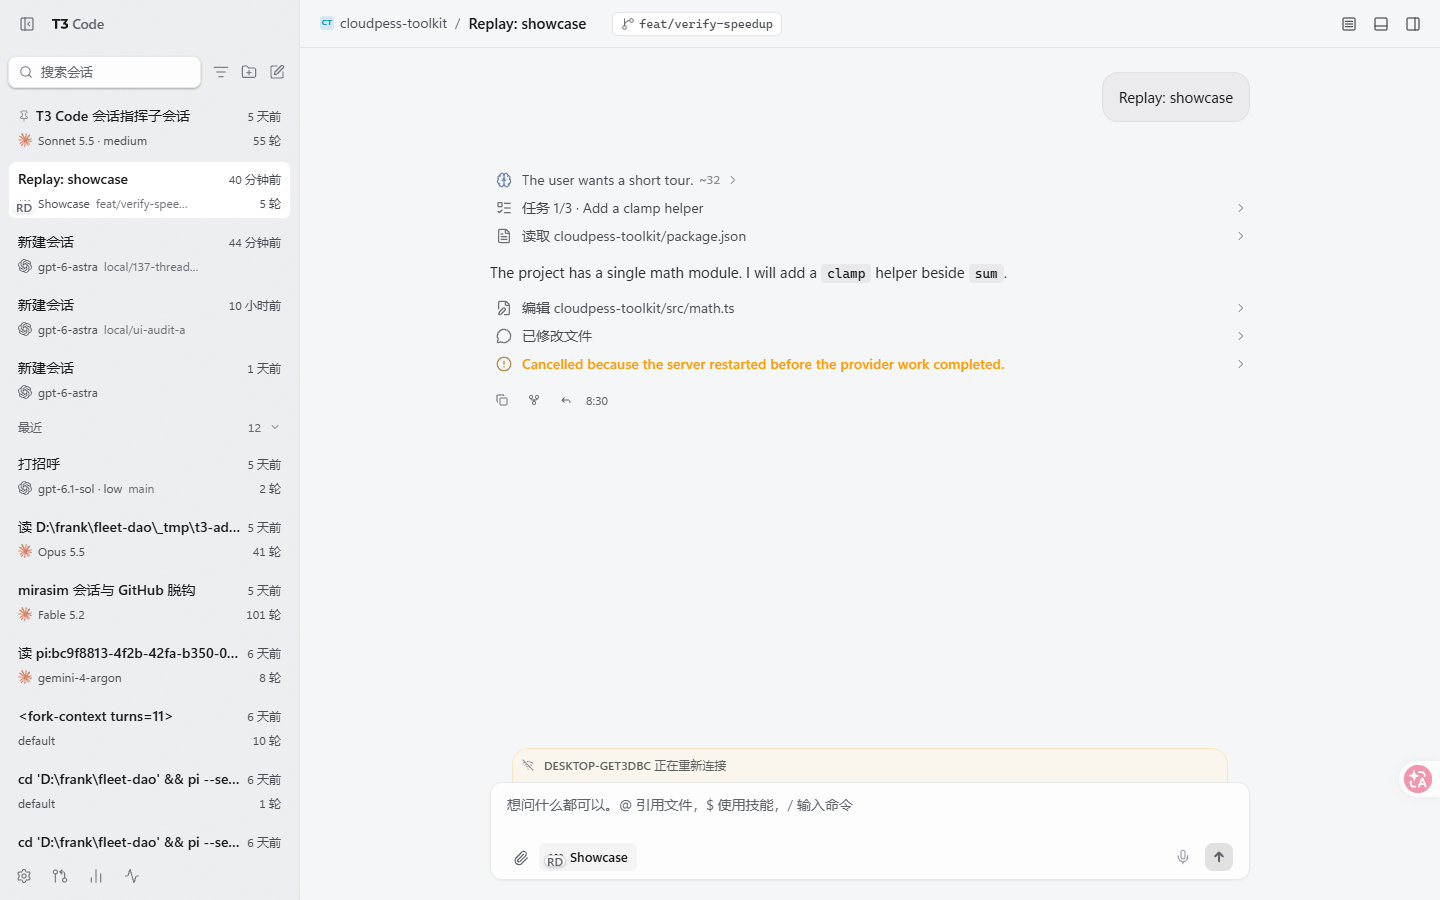 T3 Code
CT cloudpess-toolkit / Replay: showcase feat/verify-speedup
搜索会话
T3 Code 会话指挥子会话 5 天前
Sonnet 5.5 · medium 55 轮
Replay: showcase 40 分钟前
RD Showcase feat/verify-spee... 5 轮
新建会话 44 分钟前
gpt-6-astra local/137-thread...
新建会话 10 小时前
gpt-6-astra local/ui-audit-a
新建会话 1 天前
gpt-6-astra
最近 12
打招呼 5 天前
gpt-6.1-sol · low main 2 轮
读 D:\frank\fleet-dao\_tmp\t3-ad... 5 天前
Opus 5.5 41 轮
mirasim 会话与 GitHub 脱钩 5 天前
Fable 5.2 101 轮
读 pi:bc9f8813-4f2b-42fa-b350-0... 6 天前
gemini-4-argon 8 轮
<fork-context turns=11> 6 天前
default 10 轮
cd 'D:\frank\fleet-dao' && pi --se... 6 天前
default 1 轮
cd 'D:\frank\fleet-dao' && pi --se... 6 天前
Replay: showcase
The user wants a short tour. ~32
任务 1/3 · Add a clamp helper
读取 cloudpess-toolkit/package.json
The project has a single math module. I will add a clamp helper beside sum.
编辑 cloudpess-toolkit/src/math.ts
已修改文件
Cancelled because the server restarted before the provider work completed.
8:30
DESKTOP-GET3DBC 正在重新连接
想问什么都可以。@ 引用文件，$ 使用技能，/ 输入命令
RD Showcase